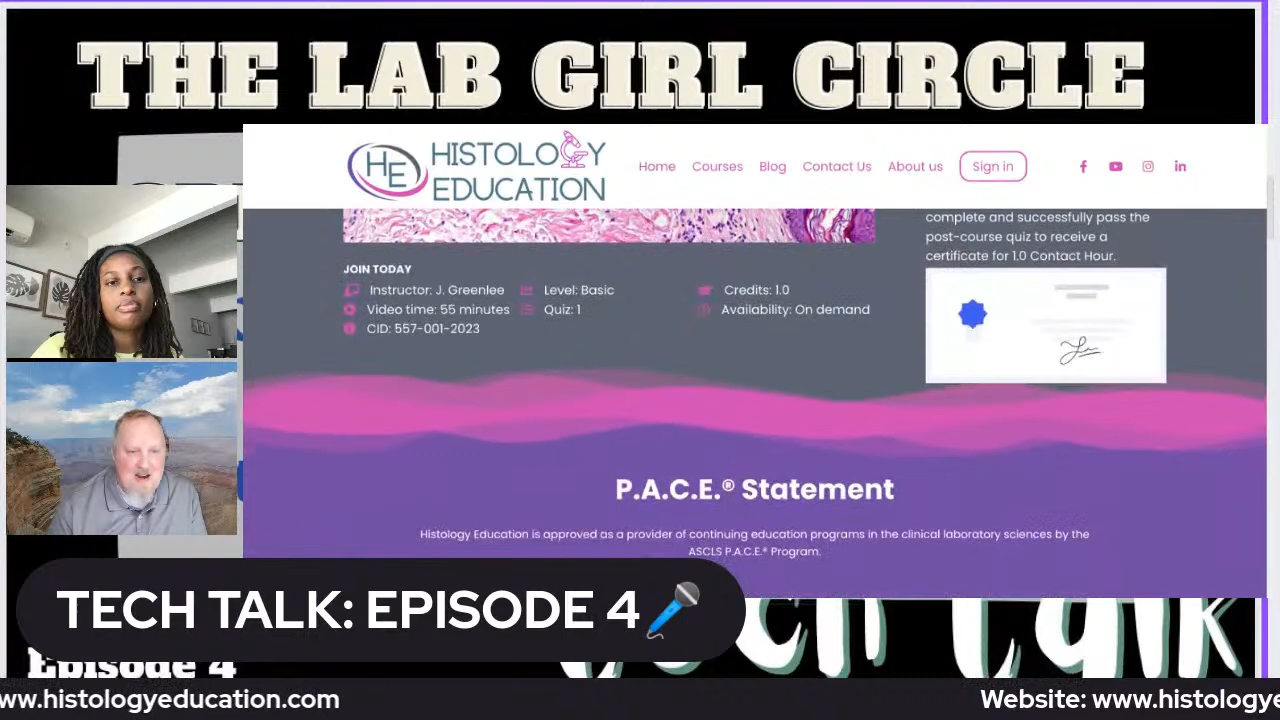 THE LAB GIRL CIRCLE
HE HISTOLOGY
EDUCATION
Home Courses Blog Contact Us About us Sign in
complete and successfully pass the
post-course quiz to receive a
certificate for 1.0 Contact Hour.
JOIN TODAY
Instructor: J. Greenlee Level: Basic Credits: 1.0
Video time: 55 minutes Quiz: 1 Availability: On demand
CID: 557-001-2023
P.A.C.E.® Statement
Histology Education is approved as a provider of continuing education programs in the clinical laboratory sciences by the
ASCLS P.A.C.E.® Program.
TECH TALK: EPISODE 4
Tech Talk
Episode 4
ww.histologyeducation.com Website: www.histologye